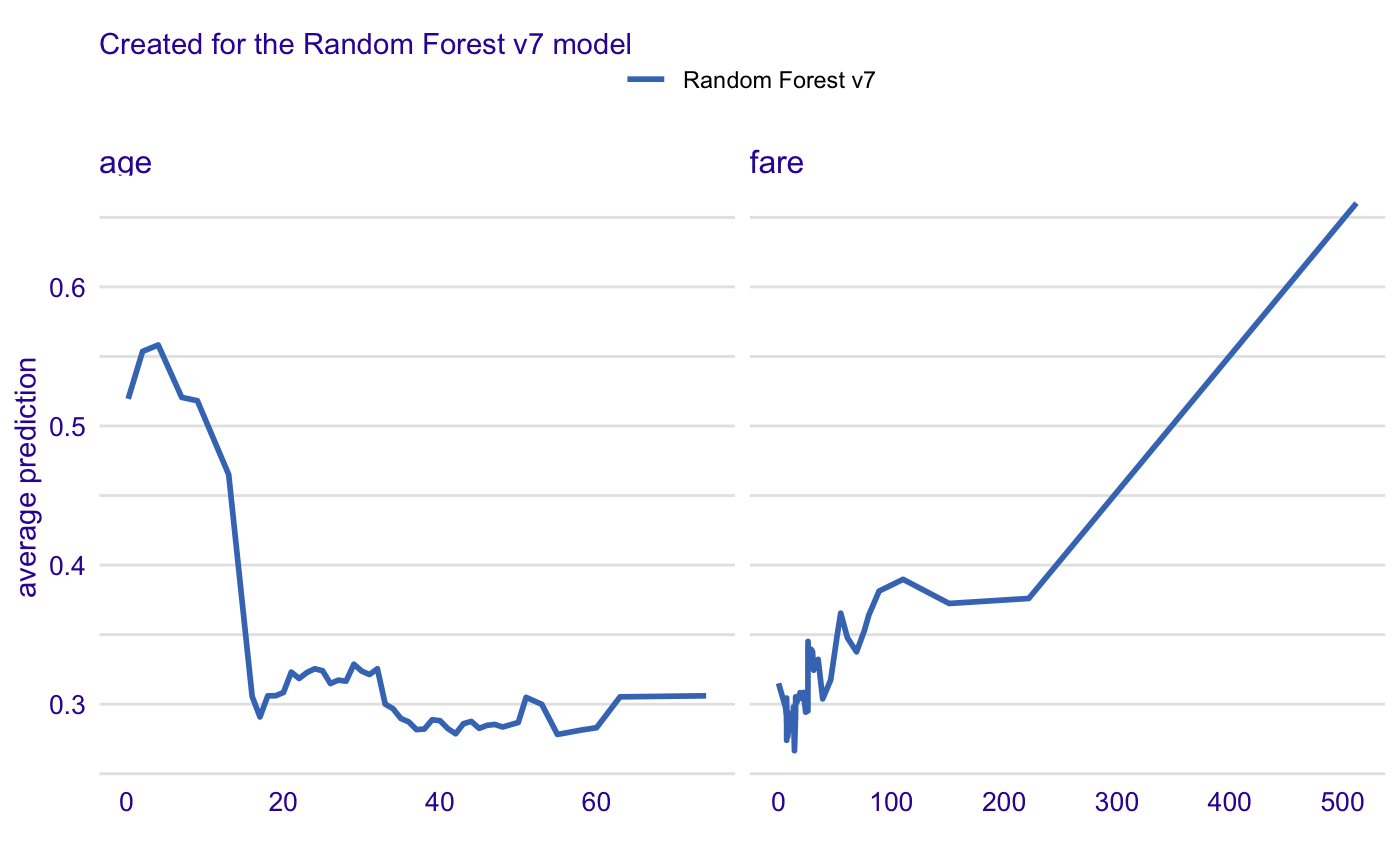 Created for the Random Forest v7 model
Random Forest v7
age
fare
average prediction
0.6
0.5
0.4
0.3
0 20 40 60
0 100 200 300 400 500